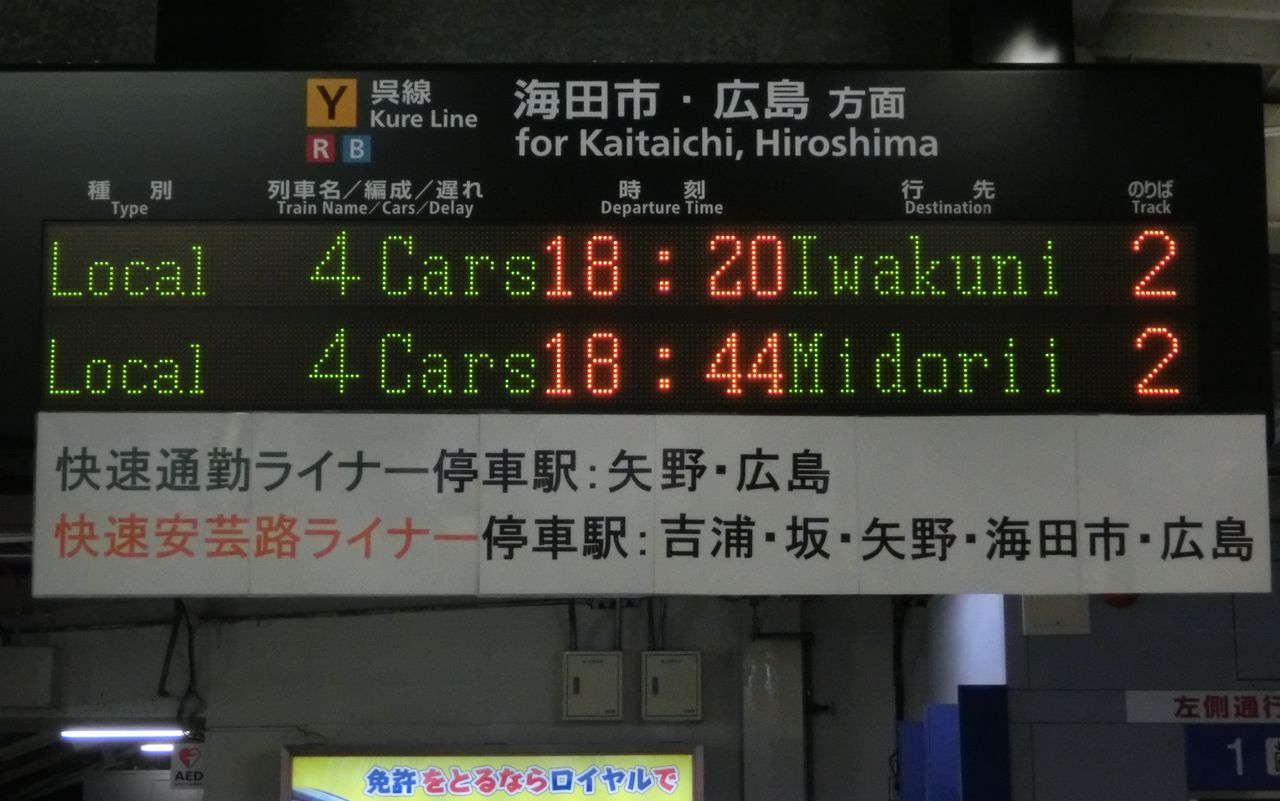 Y 呉線 海田市・広島 方面
Kure Line for Kaitaichi, Hiroshima
R B
種別 列車名／編成／遅れ 時刻 行先 のりば
Type Train Name／Cars／Delay Departure Time Destination Track
Local 4 Cars 18:20 Iwakuni 2
Local 4 Cars 18:44 Midorii 2
快速通勤ライナー停車駅:矢野・広島
快速安芸路ライナー停車駅:吉浦・坂・矢野・海田市・広島
左側通行
1
AED
免許をとるならロイヤルで